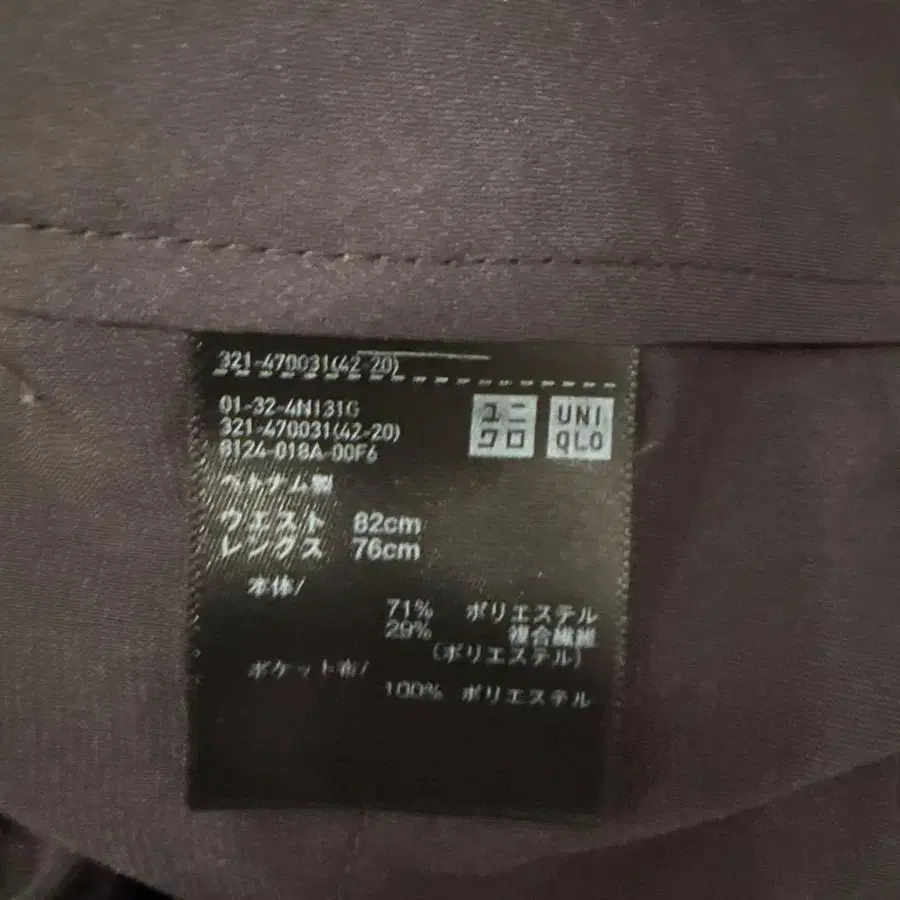 321-470031(42-20)
01-32-4N131G
321-470031(42-20)
8124-018A-00F6
ユニクロ
UNIQLO
ベトナム製
ウエスト 82cm
レングス 76cm
本体/
71% ポリエステル
29% 複合繊維
(ポリエステル)
ポケット布/
100% ポリエステル